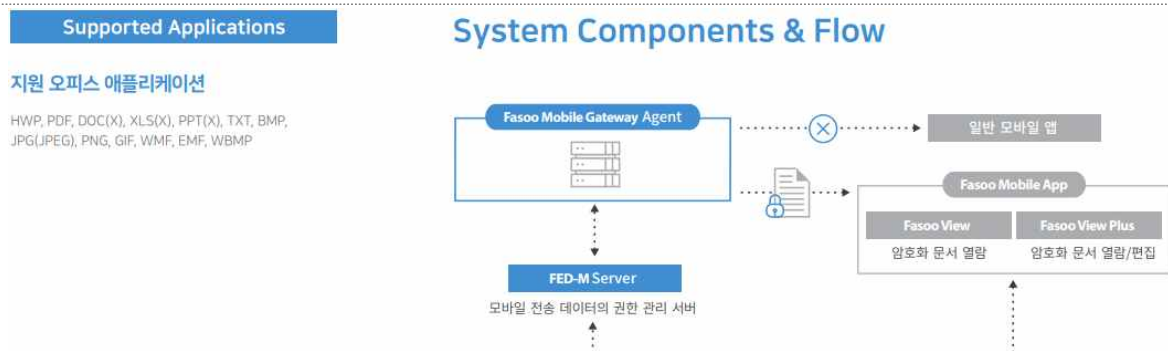 Supported Applications
지원 오피스 애플리케이션
HWP, PDF, DOC(X), XLS(X), PPT(X), TXT, BMP,
JPG(JPEG), PNG, GIF, WMF, EMF, WBMP
System Components & Flow
Fasoo Mobile Gateway Agent
일반 모바일 앱
Fasoo Mobile App
Fasoo View
Fasoo View Plus
암호화 문서 열람
암호화 문서 열람/편집
FED-M Server
모바일 전송 데이터의 권한 관리 서버